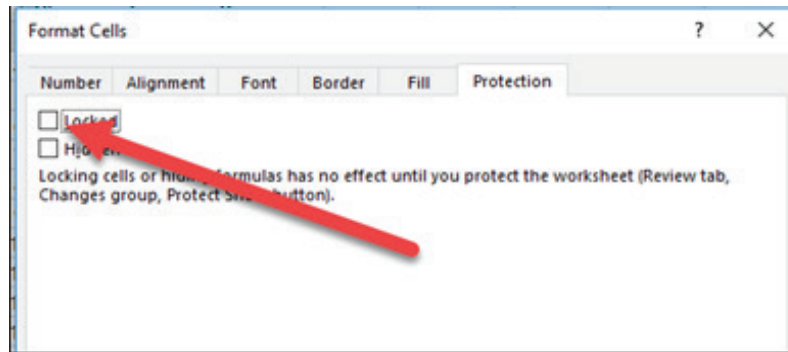 Format Cells ? X
Number Alignment Font Border Fill Protection
Locked
Locking cells or hiding formulas has no effect until you protect the worksheet (Review tab,
Changes group, Protect button).